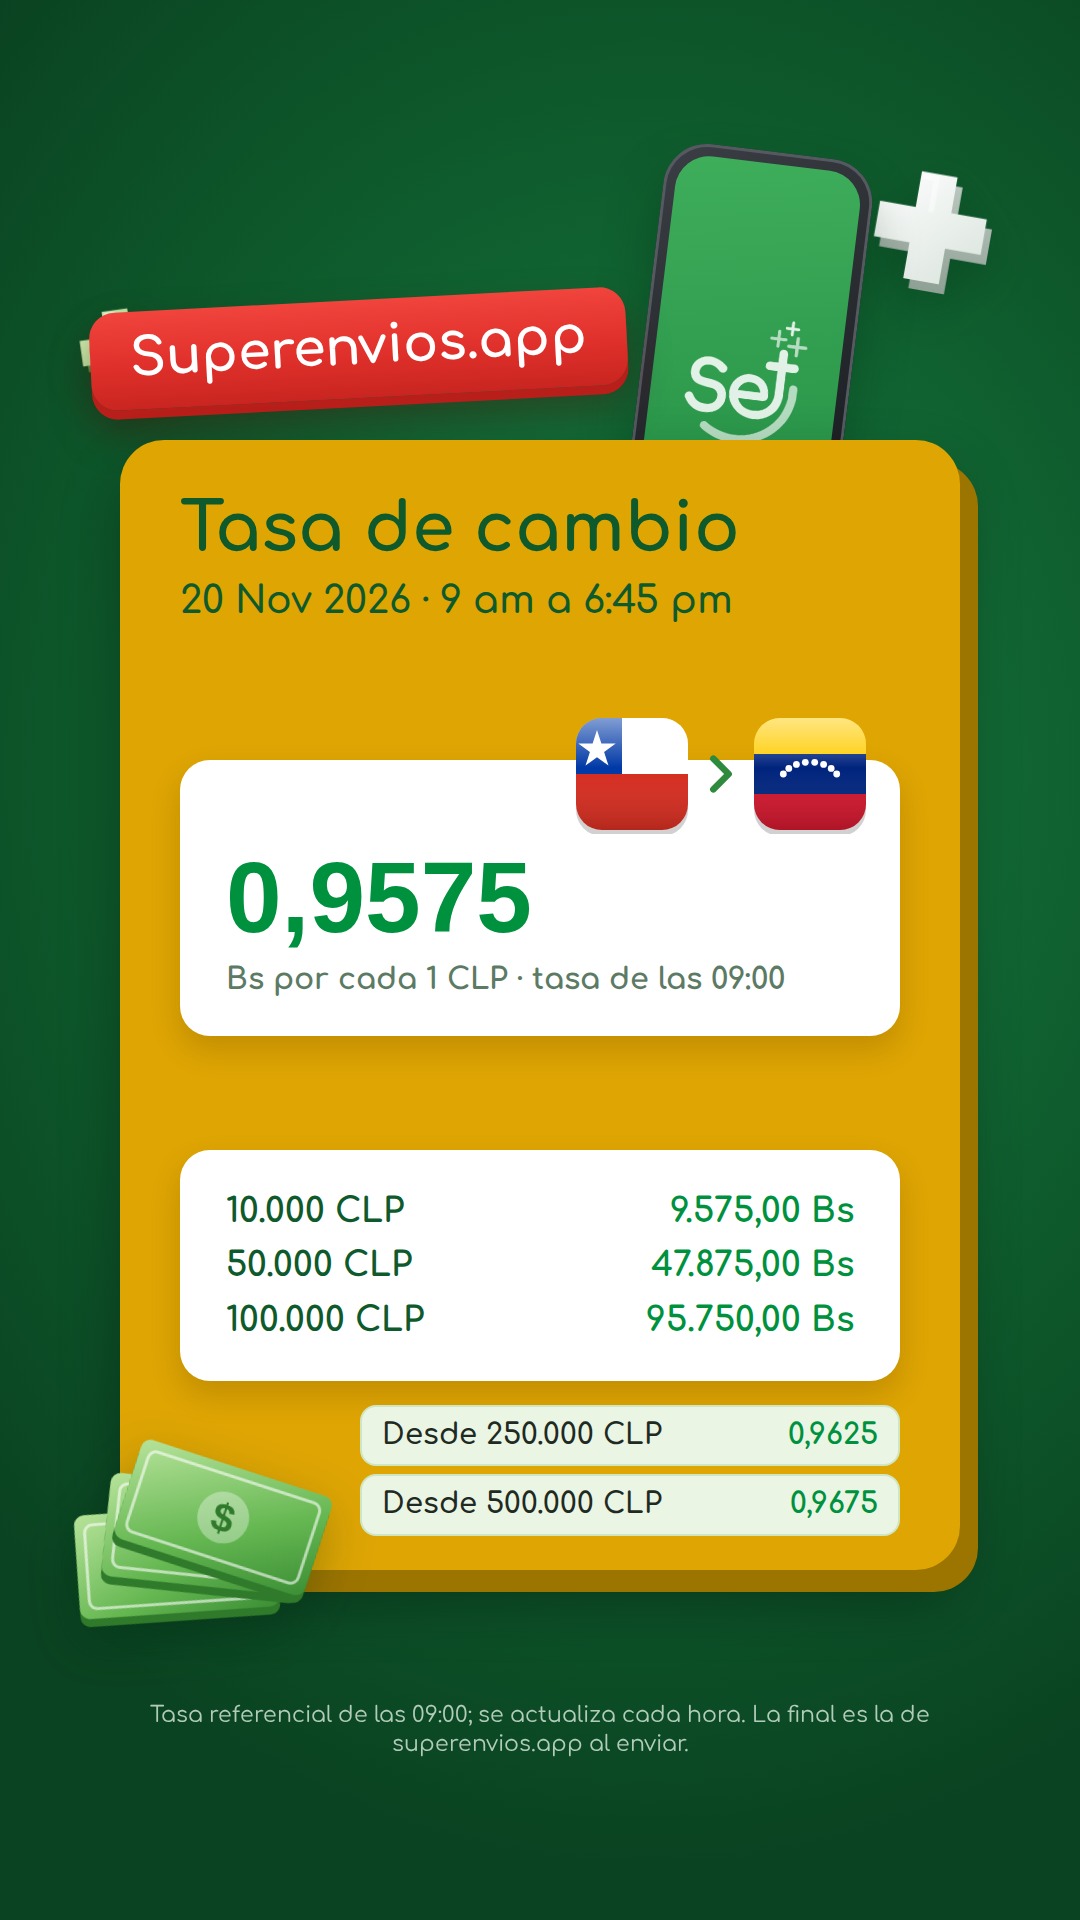 Superenvios.app
Set
Tasa de cambio
20 Nov 2026 · 9 am a 6:45 pm
0,9575
Bs por cada 1 CLP · tasa de las 09:00
10.000 CLP 9.575,00 Bs
50.000 CLP 47.875,00 Bs
100.000 CLP 95.750,00 Bs
Desde 250.000 CLP 0,9625
Desde 500.000 CLP 0,9675
$
Tasa referencial de las 09:00; se actualiza cada hora. La final es la de
superenvios.app al enviar.